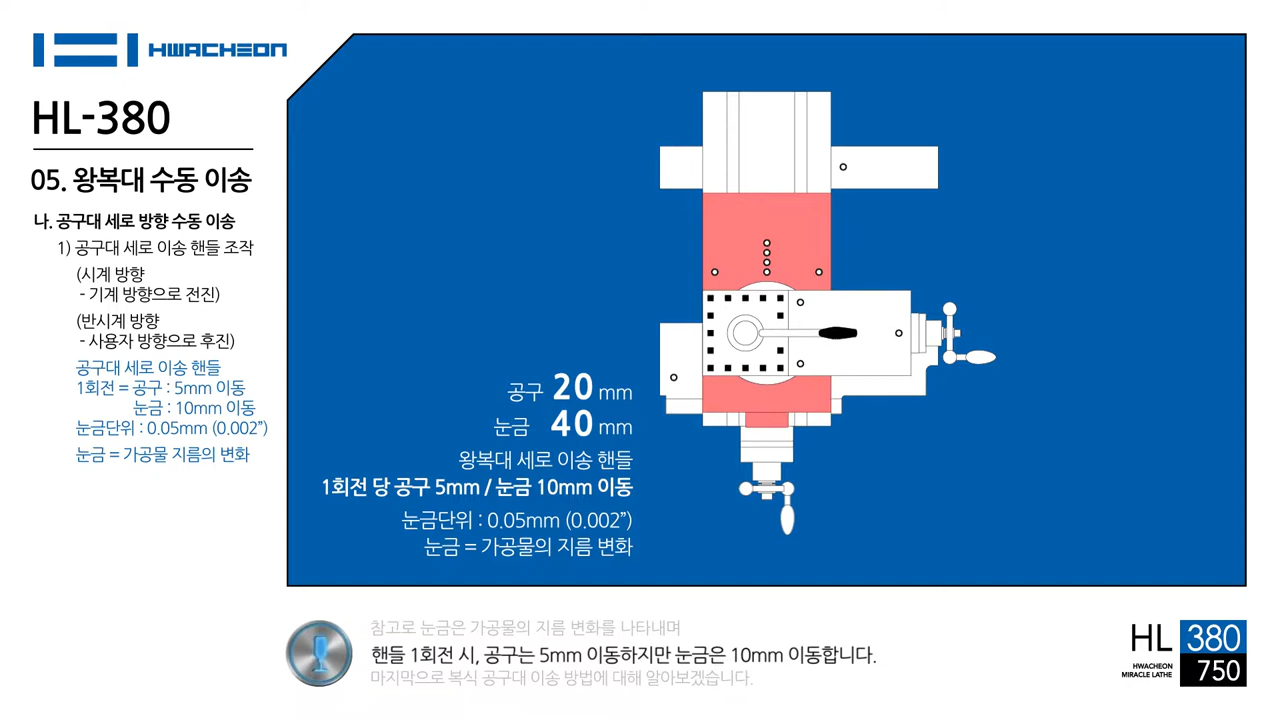 HWACHEON
HL-380
05. 왕복대 수동 이송
나. 공구대 세로 방향 수동 이송
1) 공구대 세로 이송 핸들 조작
(시계 방향
- 기계 방향으로 전진)
(반시계 방향
- 사용자 방향으로 후진)
공구대 세로 이송 핸들
1회전 = 공구 : 5mm 이동
눈금 : 10mm 이동
눈금단위 : 0.05mm (0.002”)
눈금 = 가공물 지름의 변화
공구 20 mm
눈금 40 mm
왕복대 세로 이송 핸들
1회전 당 공구 5mm / 눈금 10mm 이동
눈금단위 : 0.05mm (0.002”)
눈금 = 가공물의 지름 변화
참고로 눈금은 가공물의 지름 변화를 나타내며
핸들 1회전 시, 공구는 5mm 이동하지만 눈금은 10mm 이동합니다.
마지막으로 복식 공구대 이송 방법에 대해 알아보겠습니다.
HL 380
HWACHEON
MIRACLE LATHE
750